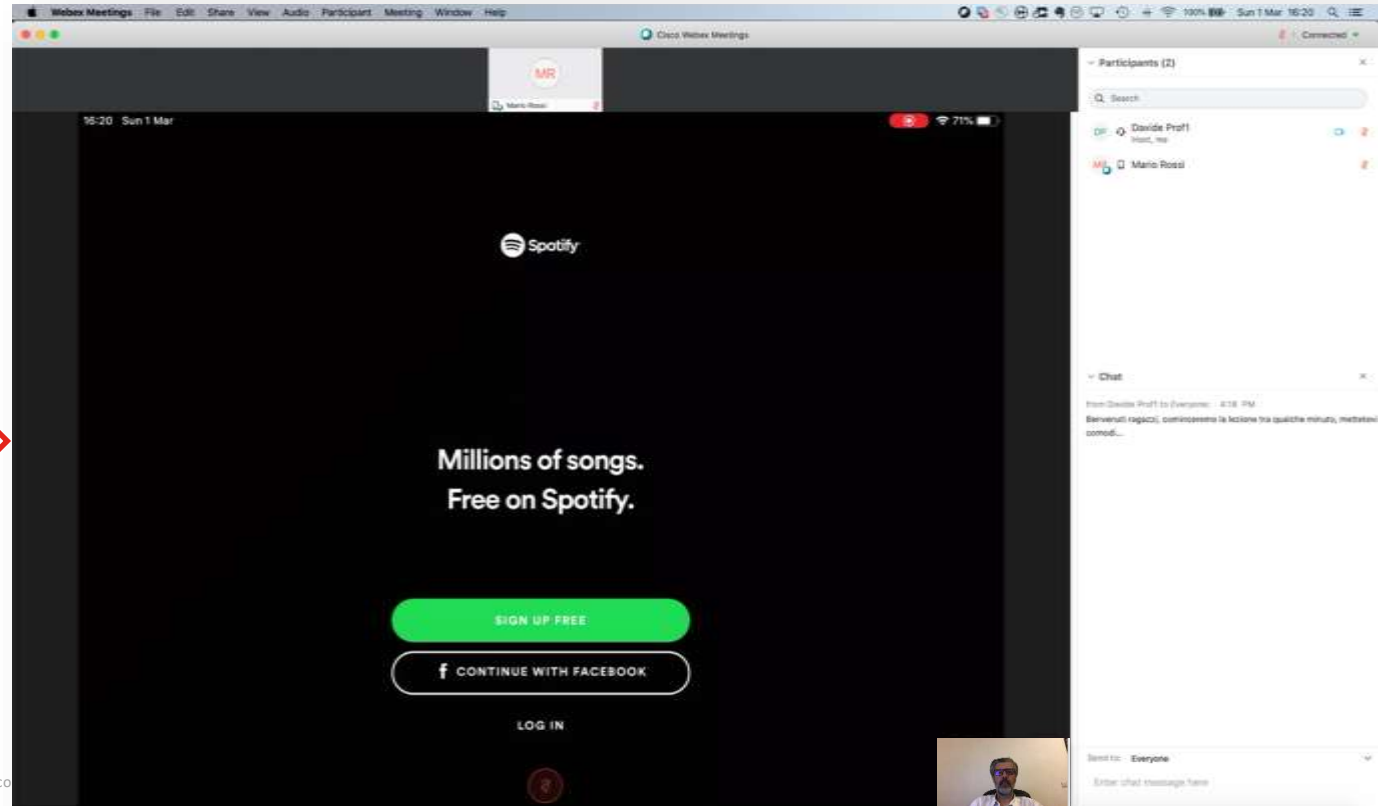 Webex Meetings File Edit Share View Audio Participant Meeting Window Help
100% Sun 1 Mar 16:20
Cisco Webex Meetings
Connected
MR
Mario Rossi
16:20 Sun 1 Mar
71%
Spotify
Millions of songs.
Free on Spotify.
SIGN UP FREE
f CONTINUE WITH FACEBOOK
LOG IN
Participants (2)
Search
DP Davide Prof1
Host, me
MR Mario Rossi
Chat
from Davide Prof1 to Everyone: 4:18 PM
Benvenuti ragazzi, cominceremo la lezione tra qualche minuto, mettetevi
comodi...
Send to: Everyone
Enter chat message here